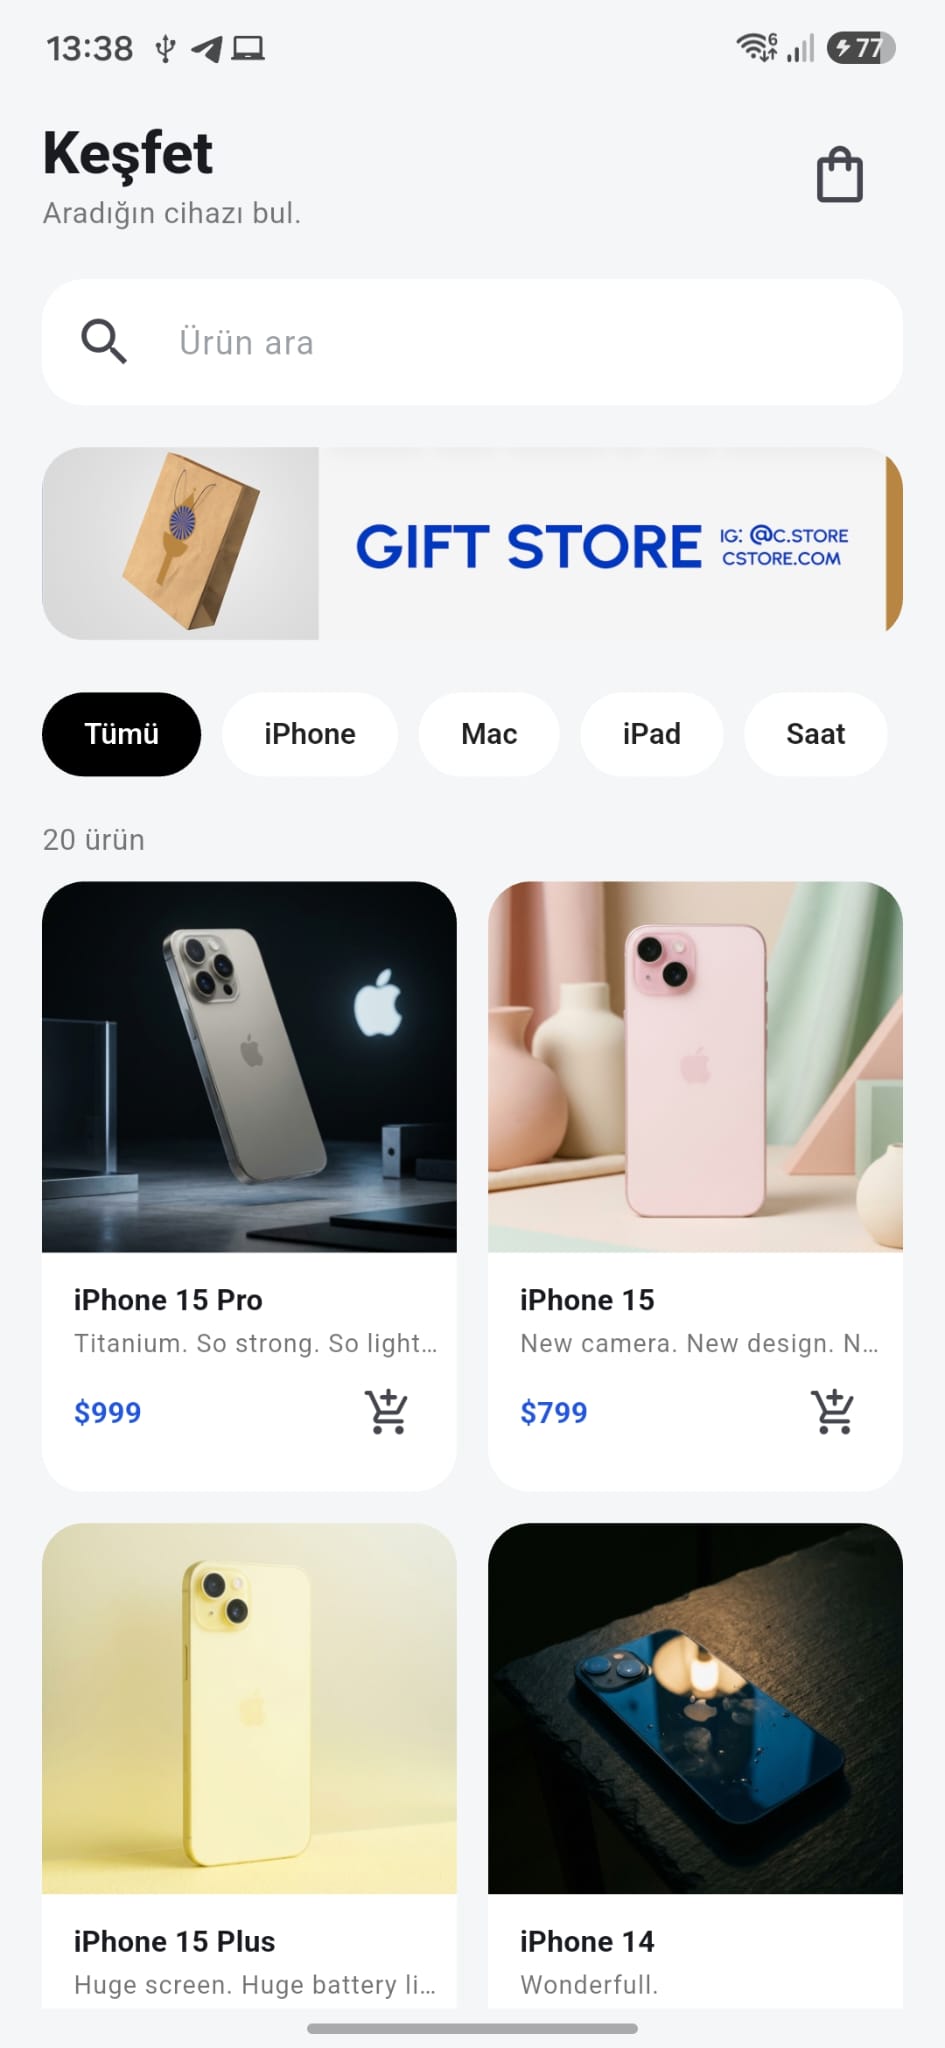 13:38
6
77
Keşfet
Aradığın cihazı bul.
Ürün ara
GIFT STORE
IG: @C.STORE
CSTORE.COM
Tümü
iPhone
Mac
iPad
Saat
20 ürün
iPhone 15 Pro
Titanium. So strong. So light...
$999
iPhone 15
New camera. New design. N...
$799
iPhone 15 Plus
Huge screen. Huge battery li...
iPhone 14
Wonderfull.